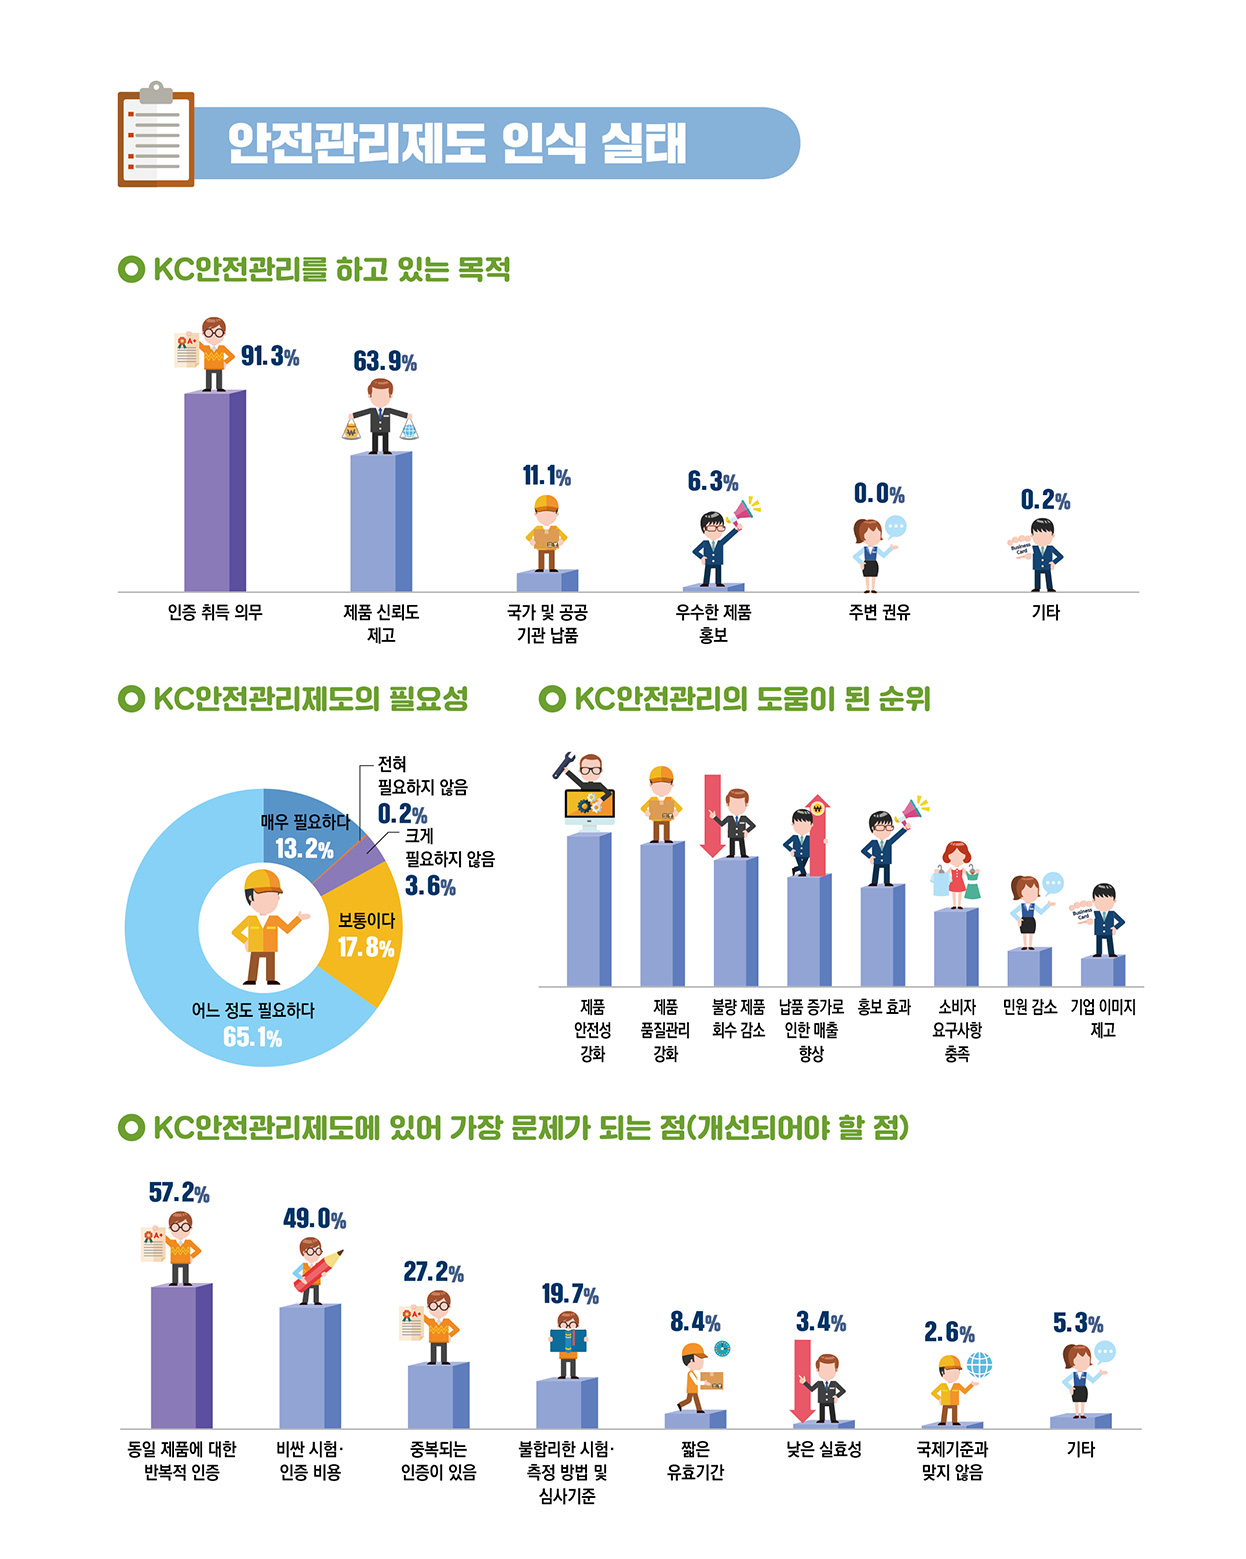 안전관리제도 인식 실태
KC안전관리를 하고 있는 목적
91.3%
63.9%
11.1%
6.3%
0.0%
0.2%
A+
₩
Business
Card
인증 취득 의무
제품 신뢰도
제고
국가 및 공공
기관 납품
우수한 제품
홍보
주변 권유
기타
KC안전관리제도의 필요성
전혀
필요하지 않음
0.2%
크게
필요하지 않음
3.6%
매우 필요하다
13.2%
보통이다
17.8%
어느 정도 필요하다
65.1%
KC안전관리의 도움이 된 순위
₩
Business
Card
제품
안전성
강화
제품
품질관리
강화
불량 제품
회수 감소
납품 증가로
인한 매출
향상
홍보 효과
소비자
요구사항
충족
민원 감소
기업 이미지
제고
KC안전관리제도에 있어 가장 문제가 되는 점(개선되어야 할 점)
57.2%
49.0%
27.2%
19.7%
8.4%
3.4%
2.6%
5.3%
A+
A+
동일 제품에 대한
반복적 인증
비싼 시험·
인증 비용
중복되는
인증이 있음
불합리한 시험·
측정 방법 및
심사기준
짧은
유효기간
낮은 실효성
국제기준과
맞지 않음
기타